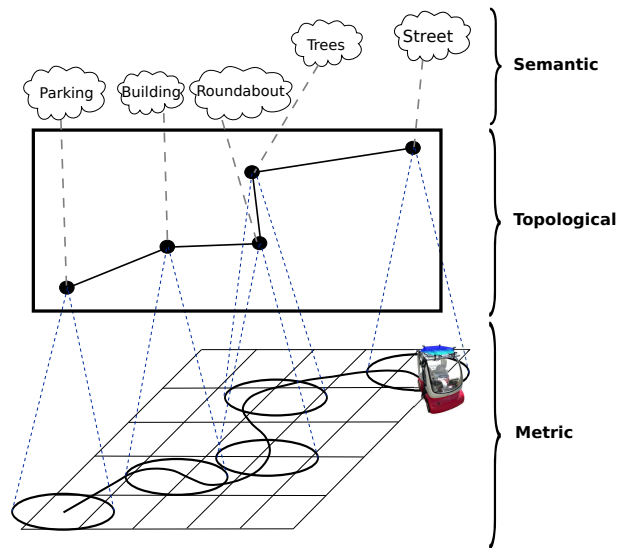 Trees
Street
Semantic
Parking
Building
Roundabout
Topological
Metric